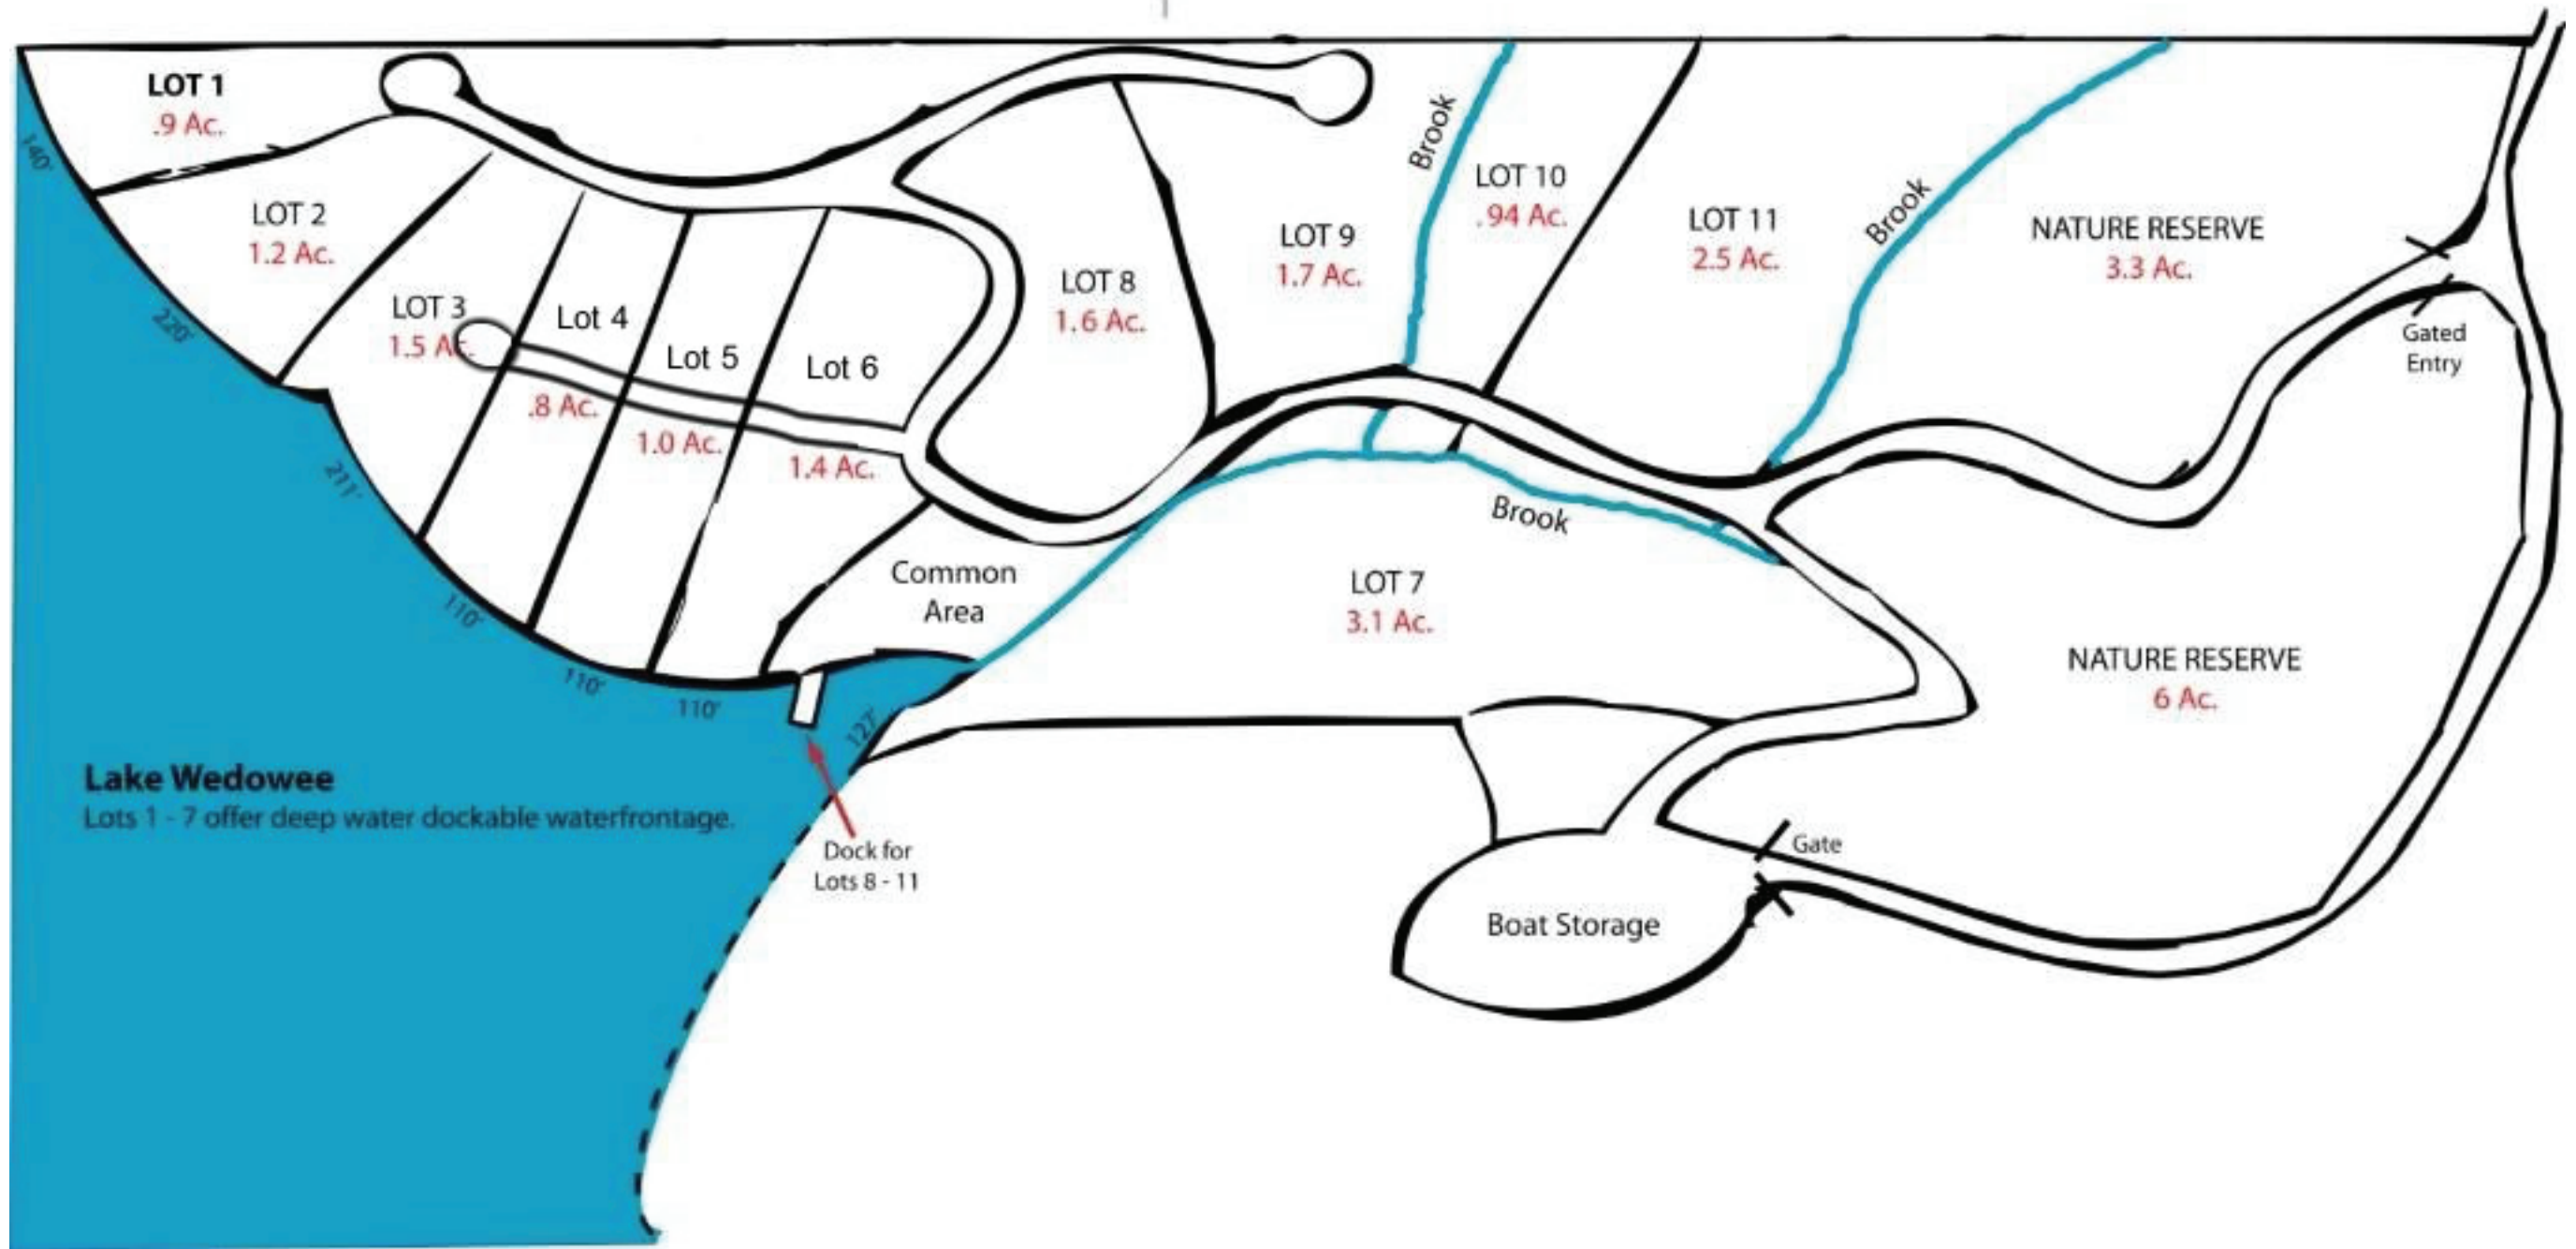 LOT 1
.9 Ac.
140'
LOT 2
1.2 Ac.
220'
LOT 3
1.5 Ac.
211'
Lot 4
.8 Ac.
110'
Lot 5
1.0 Ac.
110'
Lot 6
1.4 Ac.
110'
LOT 8
1.6 Ac.
LOT 9
1.7 Ac.
Brook
LOT 10
.94 Ac.
LOT 11
2.5 Ac.
Brook
NATURE RESERVE
3.3 Ac.
Gated
Entry
Common
Area
Brook
LOT 7
3.1 Ac.
127'
NATURE RESERVE
6 Ac.
Lake Wedowee
Lots 1 - 7 offer deep water dockable waterfrontage.
Dock for
Lots 8 - 11
Gate
Boat Storage